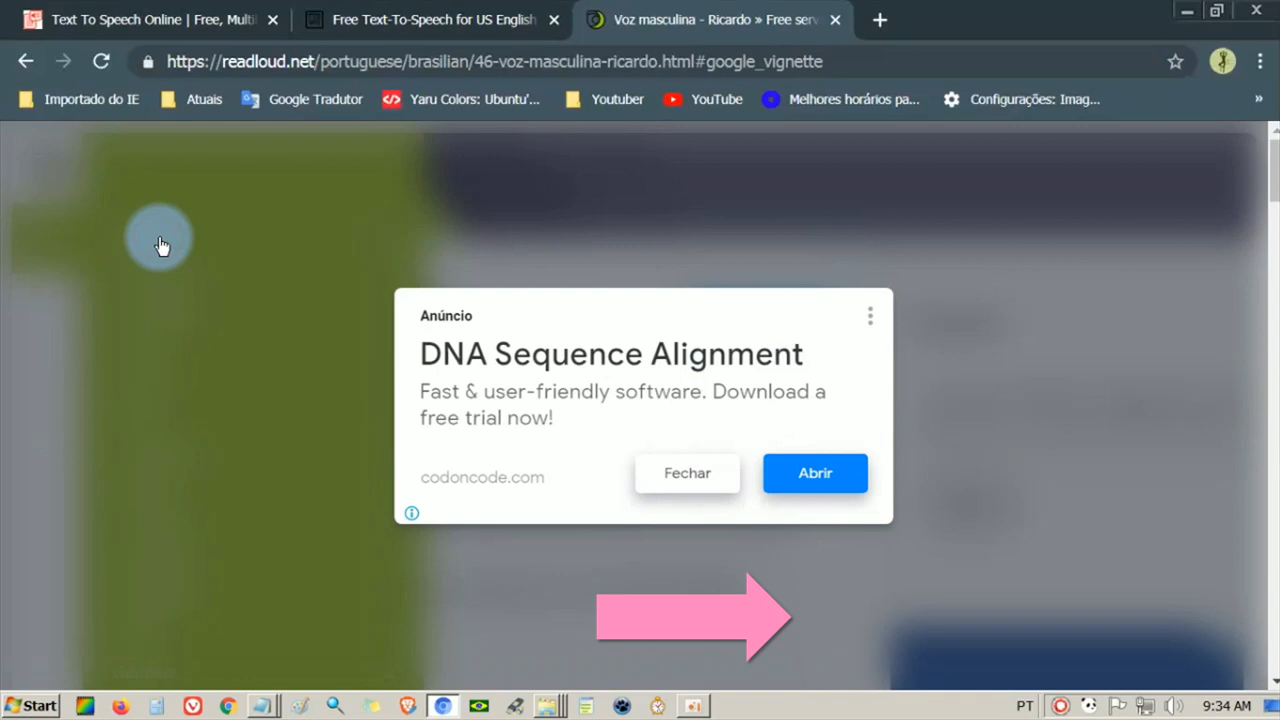 Text To Speech Online | Free, Multi
Free Text-To-Speech for US English
Voz masculina - Ricardo » Free serv
https://readloud.net/portuguese/brasilian/46-voz-masculina-ricardo.html#google_vignette
Importado do IE
Atuais
Google Tradutor
Yaru Colors: Ubuntu'...
Youtuber
YouTube
Melhores horários pa...
Configurações: Imag...
»
Anúncio
DNA Sequence Alignment
Fast & user-friendly software. Download a
free trial now!
codoncode.com
Fechar
Abrir
Start
PT
9:34 AM